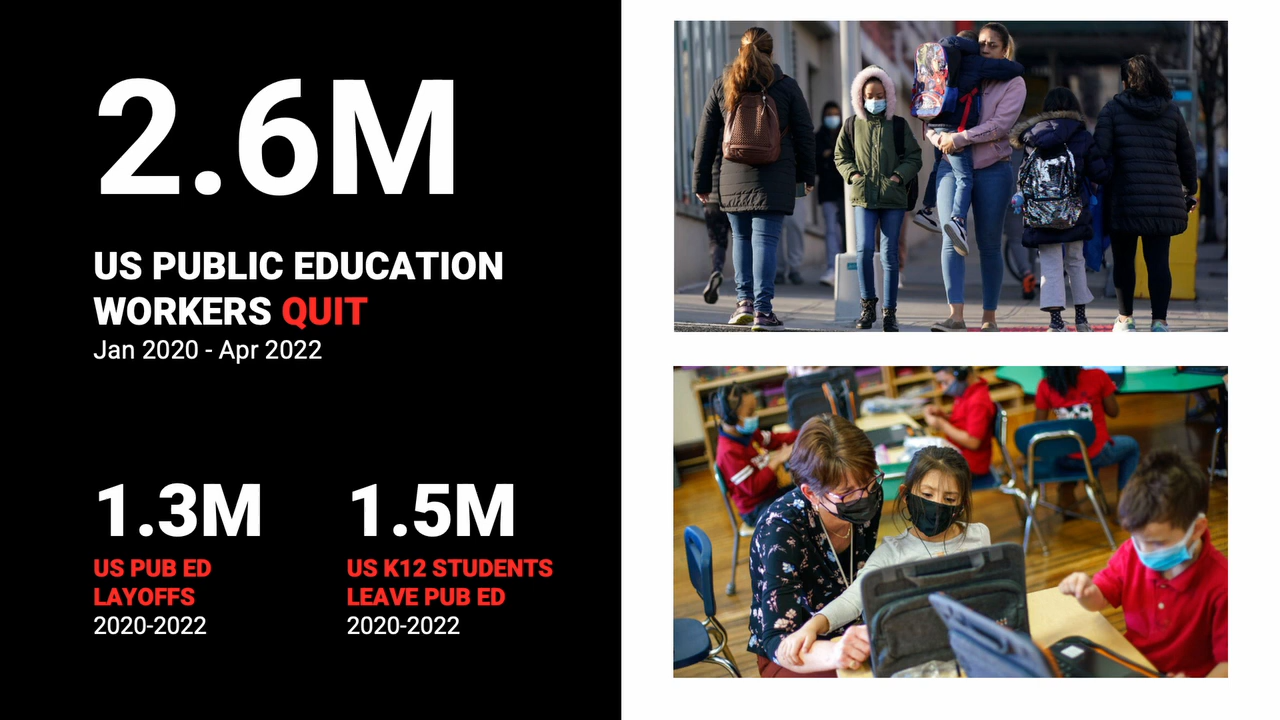 2.6M
US PUBLIC EDUCATION
WORKERS QUIT
Jan 2020 - Apr 2022
1.3M
US PUB ED
LAYOFFS
2020-2022
1.5M
US K12 STUDENTS
LEAVE PUB ED
2020-2022